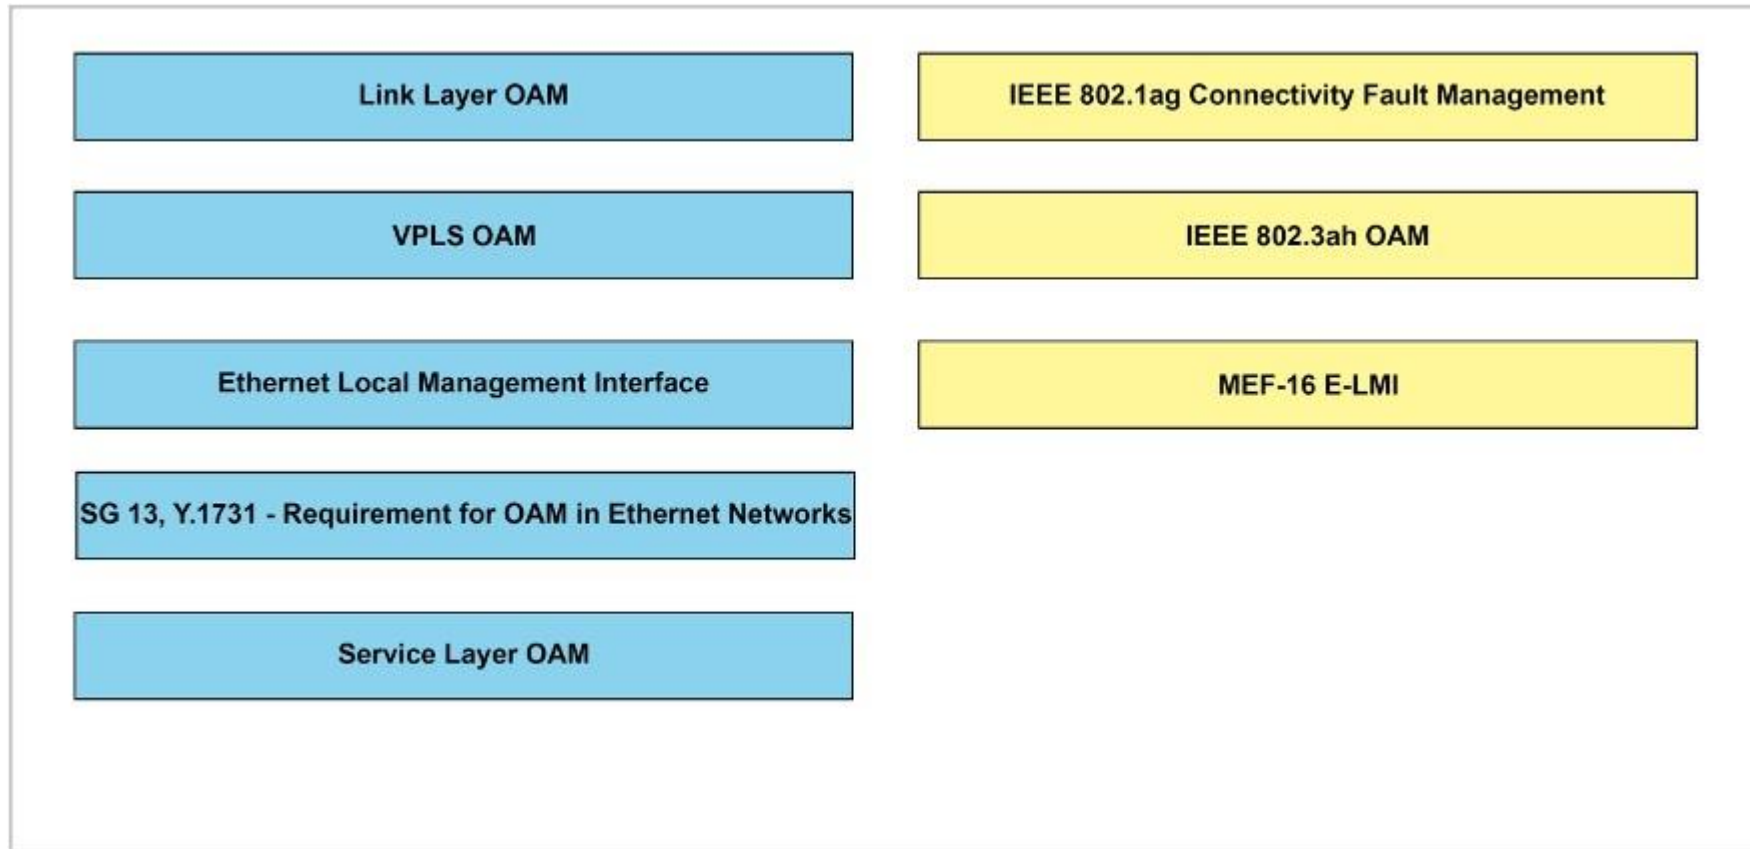 Link Layer OAM
IEEE 802.1ag Connectivity Fault Management
VPLS OAM
IEEE 802.3ah OAM
Ethernet Local Management Interface
MEF-16 E-LMI
SG 13, Y.1731 - Requirement for OAM in Ethernet Networks
Service Layer OAM